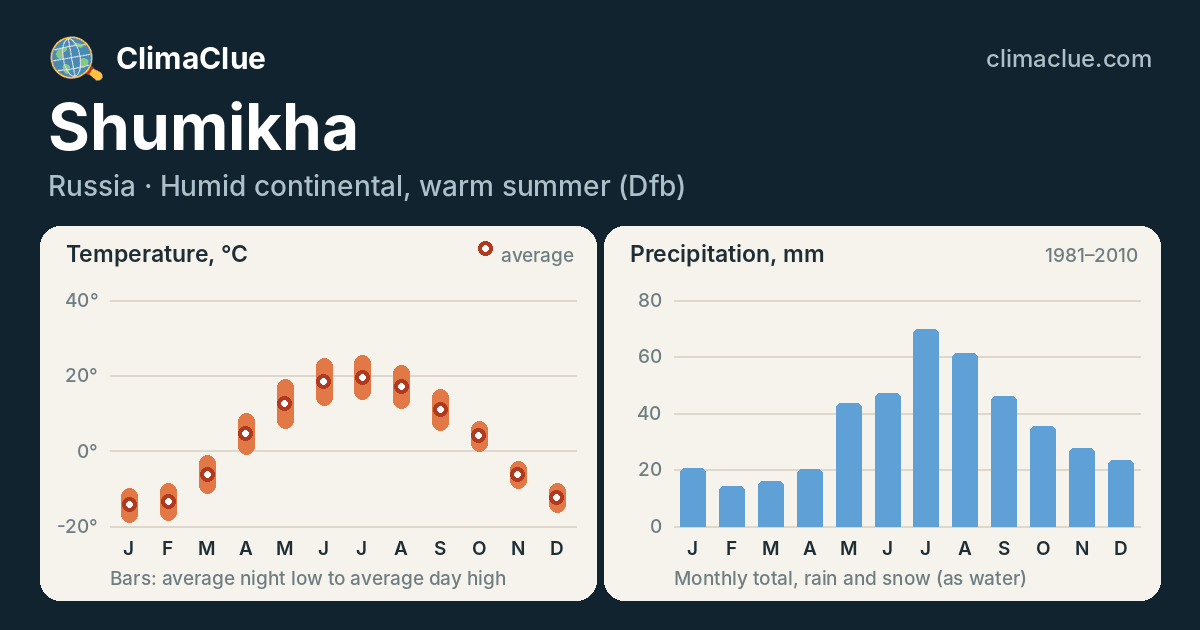 ClimaClue
climaclue.com
Shumikha
Russia · Humid continental, warm summer (Dfb)
Temperature, °C
average
40°
20°
0°
-20°
J F M A M J J A S O N D
Bars: average night low to average day high
Precipitation, mm
1981–2010
80
60
40
20
0
J F M A M J J A S O N D
Monthly total, rain and snow (as water)